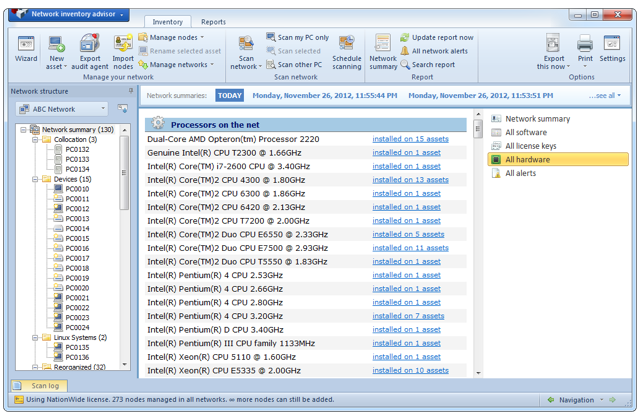 Network inventory advisor
Inventory
Reports
Wizard
New asset
Export audit agent
Import nodes
Manage nodes
Rename selected asset
Manage networks
Manage your network
Scan network
Scan my PC only
Scan selected
Scan other PC
Schedule scanning
Scan network
Network summary
Update report now
All network alerts
Search report
Report
Export this now
Print
Settings
Options
Network structure
ABC Network
Network summary (130)
Collocation (3)
PC0132
PC0133
PC0134
Devices (15)
PC0010
PC0011
PC0012
PC0013
PC0014
PC0015
PC0016
PC0017
PC0018
PC0019
PC0020
PC0021
PC0022
PC0023
PC0024
Linux Systems (2)
PC0135
PC0136
Reorganized (32)
Network summaries: TODAY Monday, November 26, 2012, 11:55:44 PM Monday, November 26, 2012, 11:53:51 PM ...see all
Processors on the net
Dual-Core AMD Opteron(tm) Processor 2220 installed on 15 assets
Genuine Intel(R) CPU T2300 @ 1.66GHz installed on 1 asset
Intel(R) Core(TM) i7-2600 CPU @ 3.40GHz installed on 1 asset
Intel(R) Core(TM)2 CPU 4300 @ 1.80GHz installed on 13 assets
Intel(R) Core(TM)2 CPU 6300 @ 1.86GHz installed on 1 asset
Intel(R) Core(TM)2 CPU 6420 @ 2.13GHz installed on 1 asset
Intel(R) Core(TM)2 CPU T7200 @ 2.00GHz installed on 1 asset
Intel(R) Core(TM)2 Duo CPU E6550 @ 2.33GHz installed on 5 assets
Intel(R) Core(TM)2 Duo CPU E7500 @ 2.93GHz installed on 11 assets
Intel(R) Core(TM)2 Duo CPU T5550 @ 1.83GHz installed on 1 asset
Intel(R) Pentium(R) 4 CPU 2.53GHz installed on 1 asset
Intel(R) Pentium(R) 4 CPU 2.66GHz installed on 1 asset
Intel(R) Pentium(R) 4 CPU 2.80GHz installed on 1 asset
Intel(R) Pentium(R) 4 CPU 3.20GHz installed on 7 assets
Intel(R) Pentium(R) D CPU 3.40GHz installed on 1 asset
Intel(R) Pentium(R) III CPU family 1133MHz installed on 1 asset
Intel(R) Xeon(R) CPU 5110 @ 1.60GHz installed on 1 asset
Intel(R) Xeon(R) CPU E5335 @ 2.00GHz installed on 10 assets
Network summary
All software
All license keys
All hardware
All alerts
Scan log
Using NationWide license. 273 nodes managed in all networks. ∞ more nodes can still be added.
Navigation